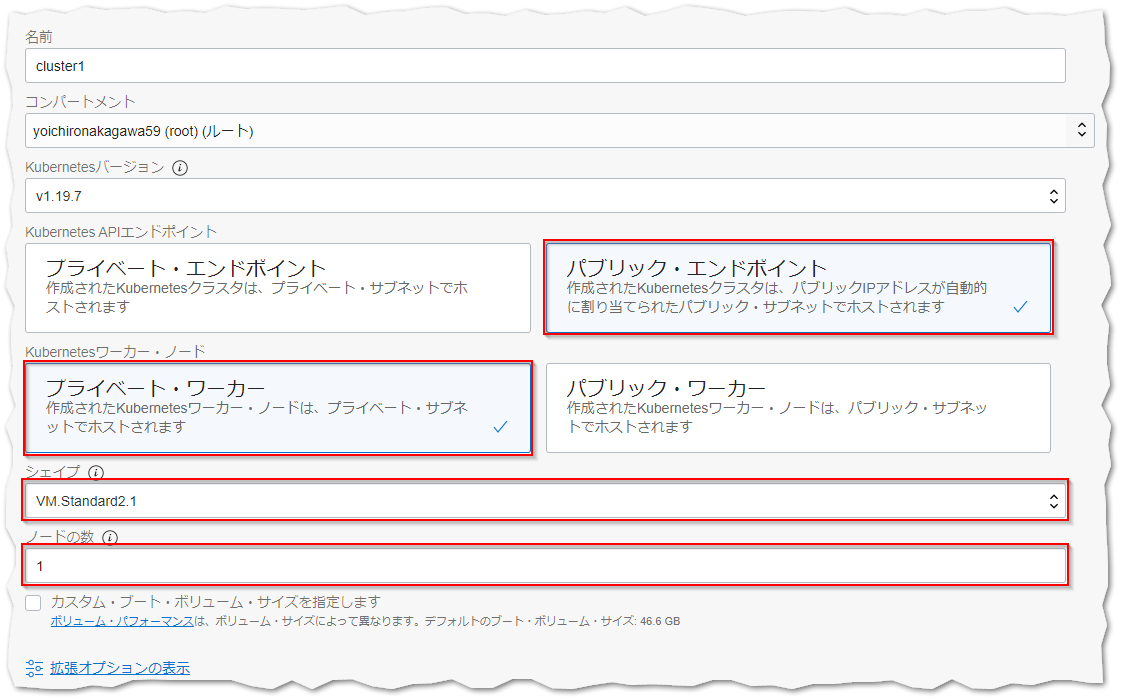 名前
cluster1
コンパートメント
yoichironakagawa59 (root) (ルート)
Kubernetesバージョン
v1.19.7
Kubernetes APIエンドポイント
プライベート・エンドポイント
作成されたKubernetesクラスタは、プライベート・サブネットでホ
ストされます
パブリック・エンドポイント
作成されたKubernetesクラスタは、パブリックIPアドレスが自動的
に割り当てられたパブリック・サブネットでホストされます
Kubernetesワーカー・ノード
プライベート・ワーカー
作成されたKubernetesワーカー・ノードは、プライベート・サブネ
ットでホストされます
パブリック・ワーカー
作成されたKubernetesワーカー・ノードは、パブリック・サブネッ
トでホストされます
シェイプ
VM.Standard2.1
ノードの数
1
カスタム・ブート・ボリューム・サイズを指定します
ボリューム・パフォーマンスは、ボリューム・サイズによって異なります。デフォルトのブート・ボリューム・サイズ: 46.6 GB
拡張オプションの表示